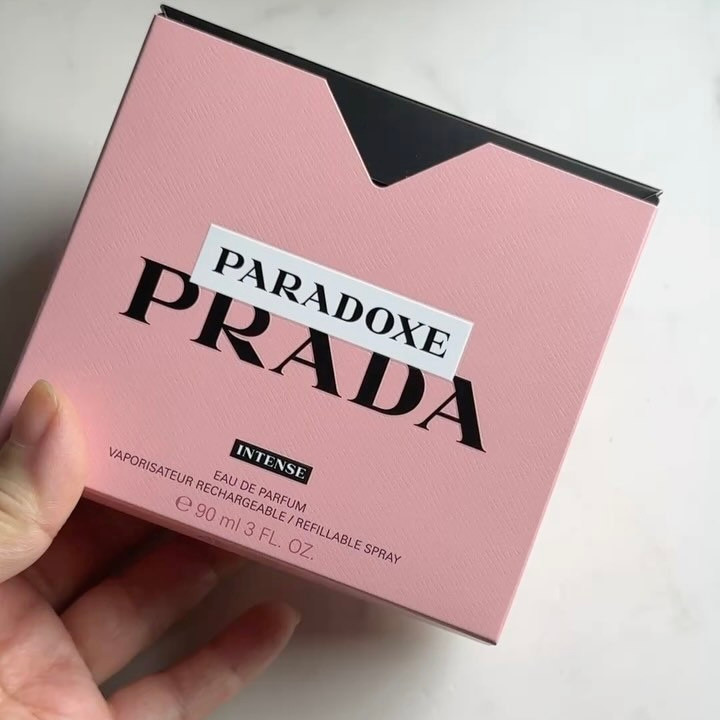 PARADOXE
PRADA
INTENSE
EAU DE PARFUM
VAPORISATEUR RECHARGEABLE / REFILLABLE SPRAY
℮ 90 ml 3 FL. OZ.